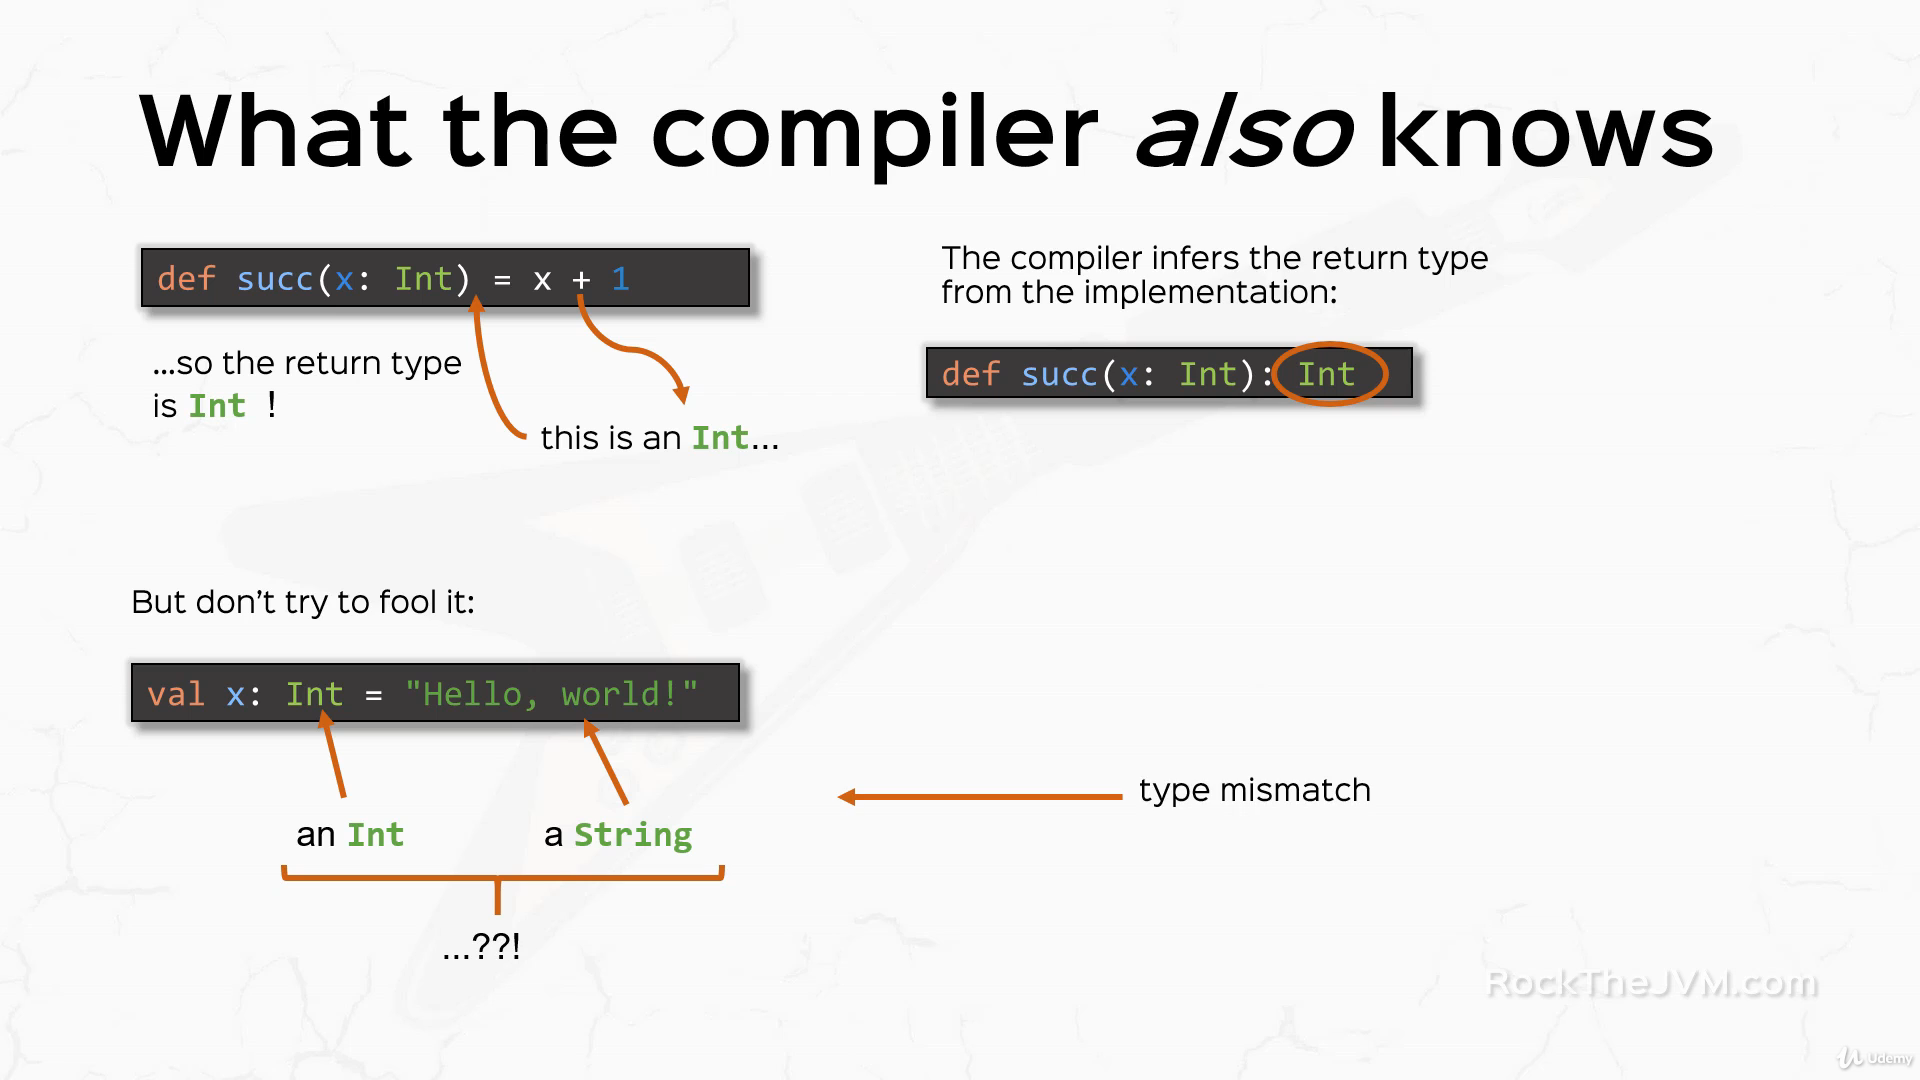 What the compiler also knows
def succ(x: Int) = x + 1
...so the return type
is Int !
this is an Int...
The compiler infers the return type
from the implementation:
def succ(x: Int): Int
But don’t try to fool it:
val x: Int = "Hello, world!"
an Int
a String
...??!
type mismatch
RockTheJVM.com
Udemy